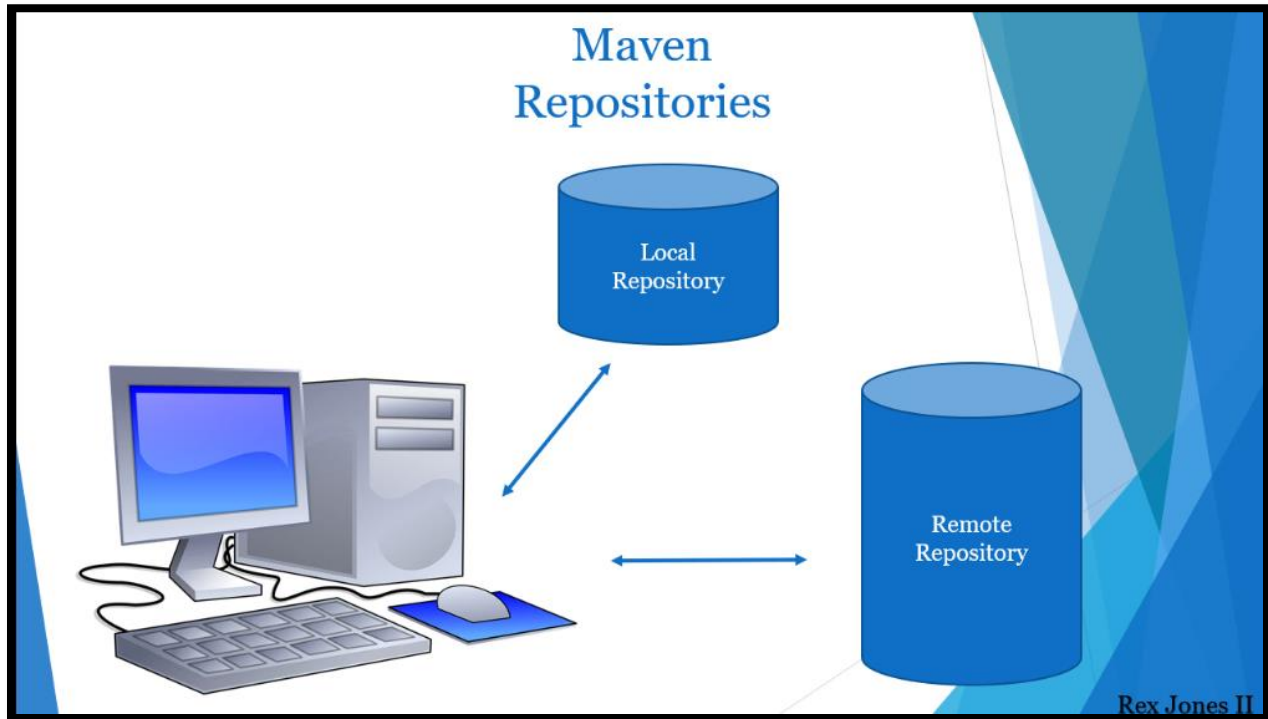 Maven
Repositories
Local
Repository
Remote
Repository
Rex Jones II